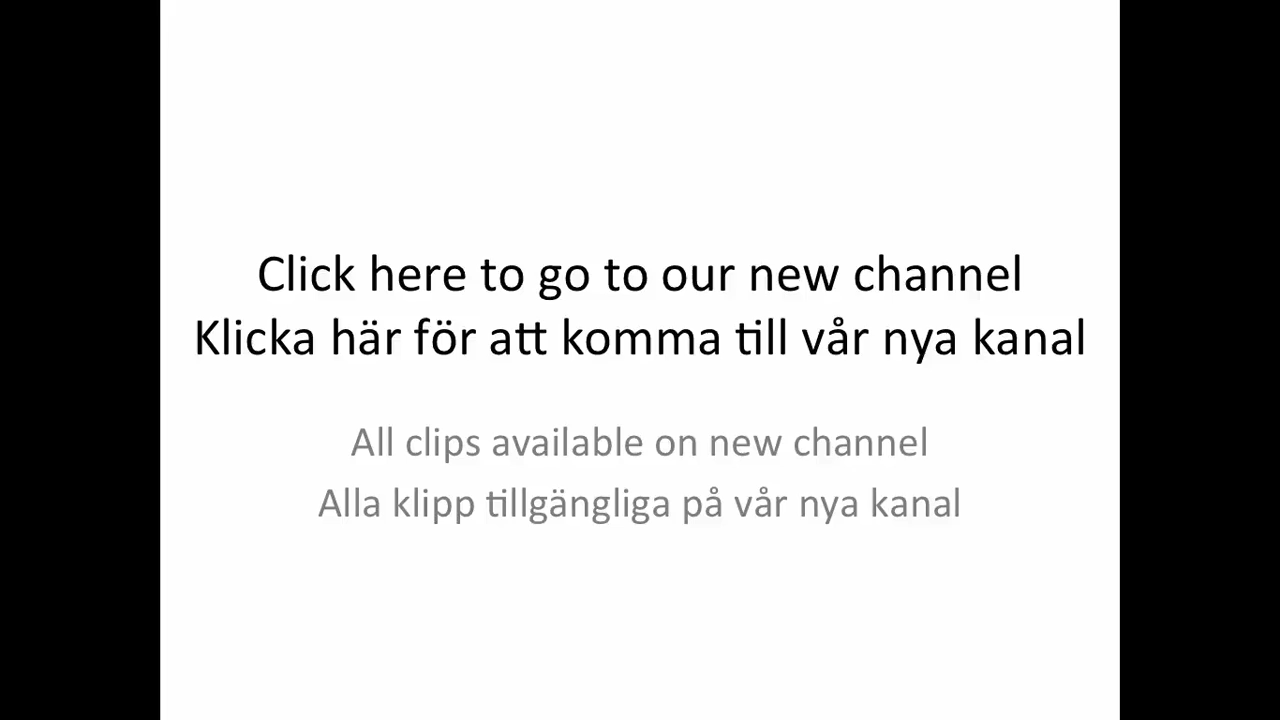 Click here to go to our new channel
Klicka här för att komma till vår nya kanal
All clips available on new channel
Alla klipp tillgängliga på vår nya kanal